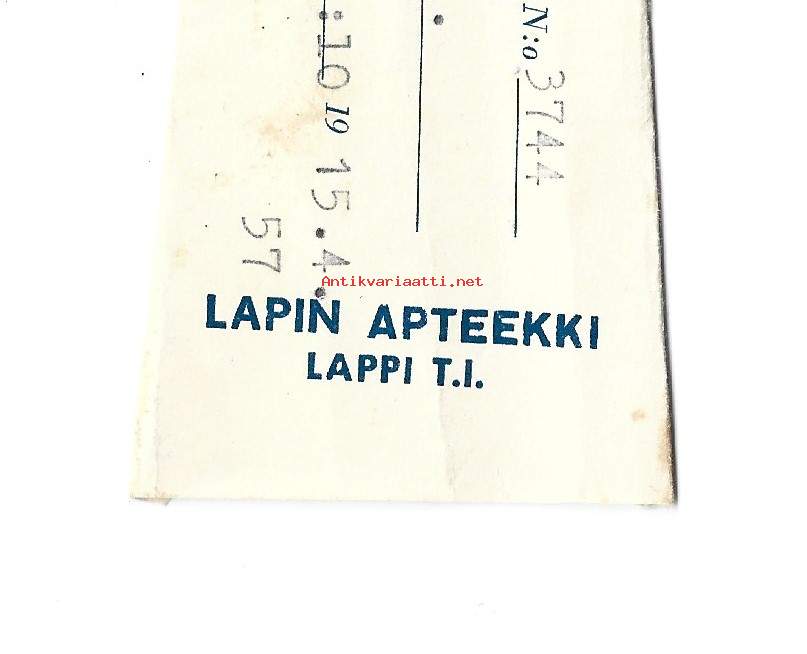 N:o 3744
:10 19 15.4.
57
Antikvariaatti.net
LAPIN APTEEKKI
LAPPI T.I.